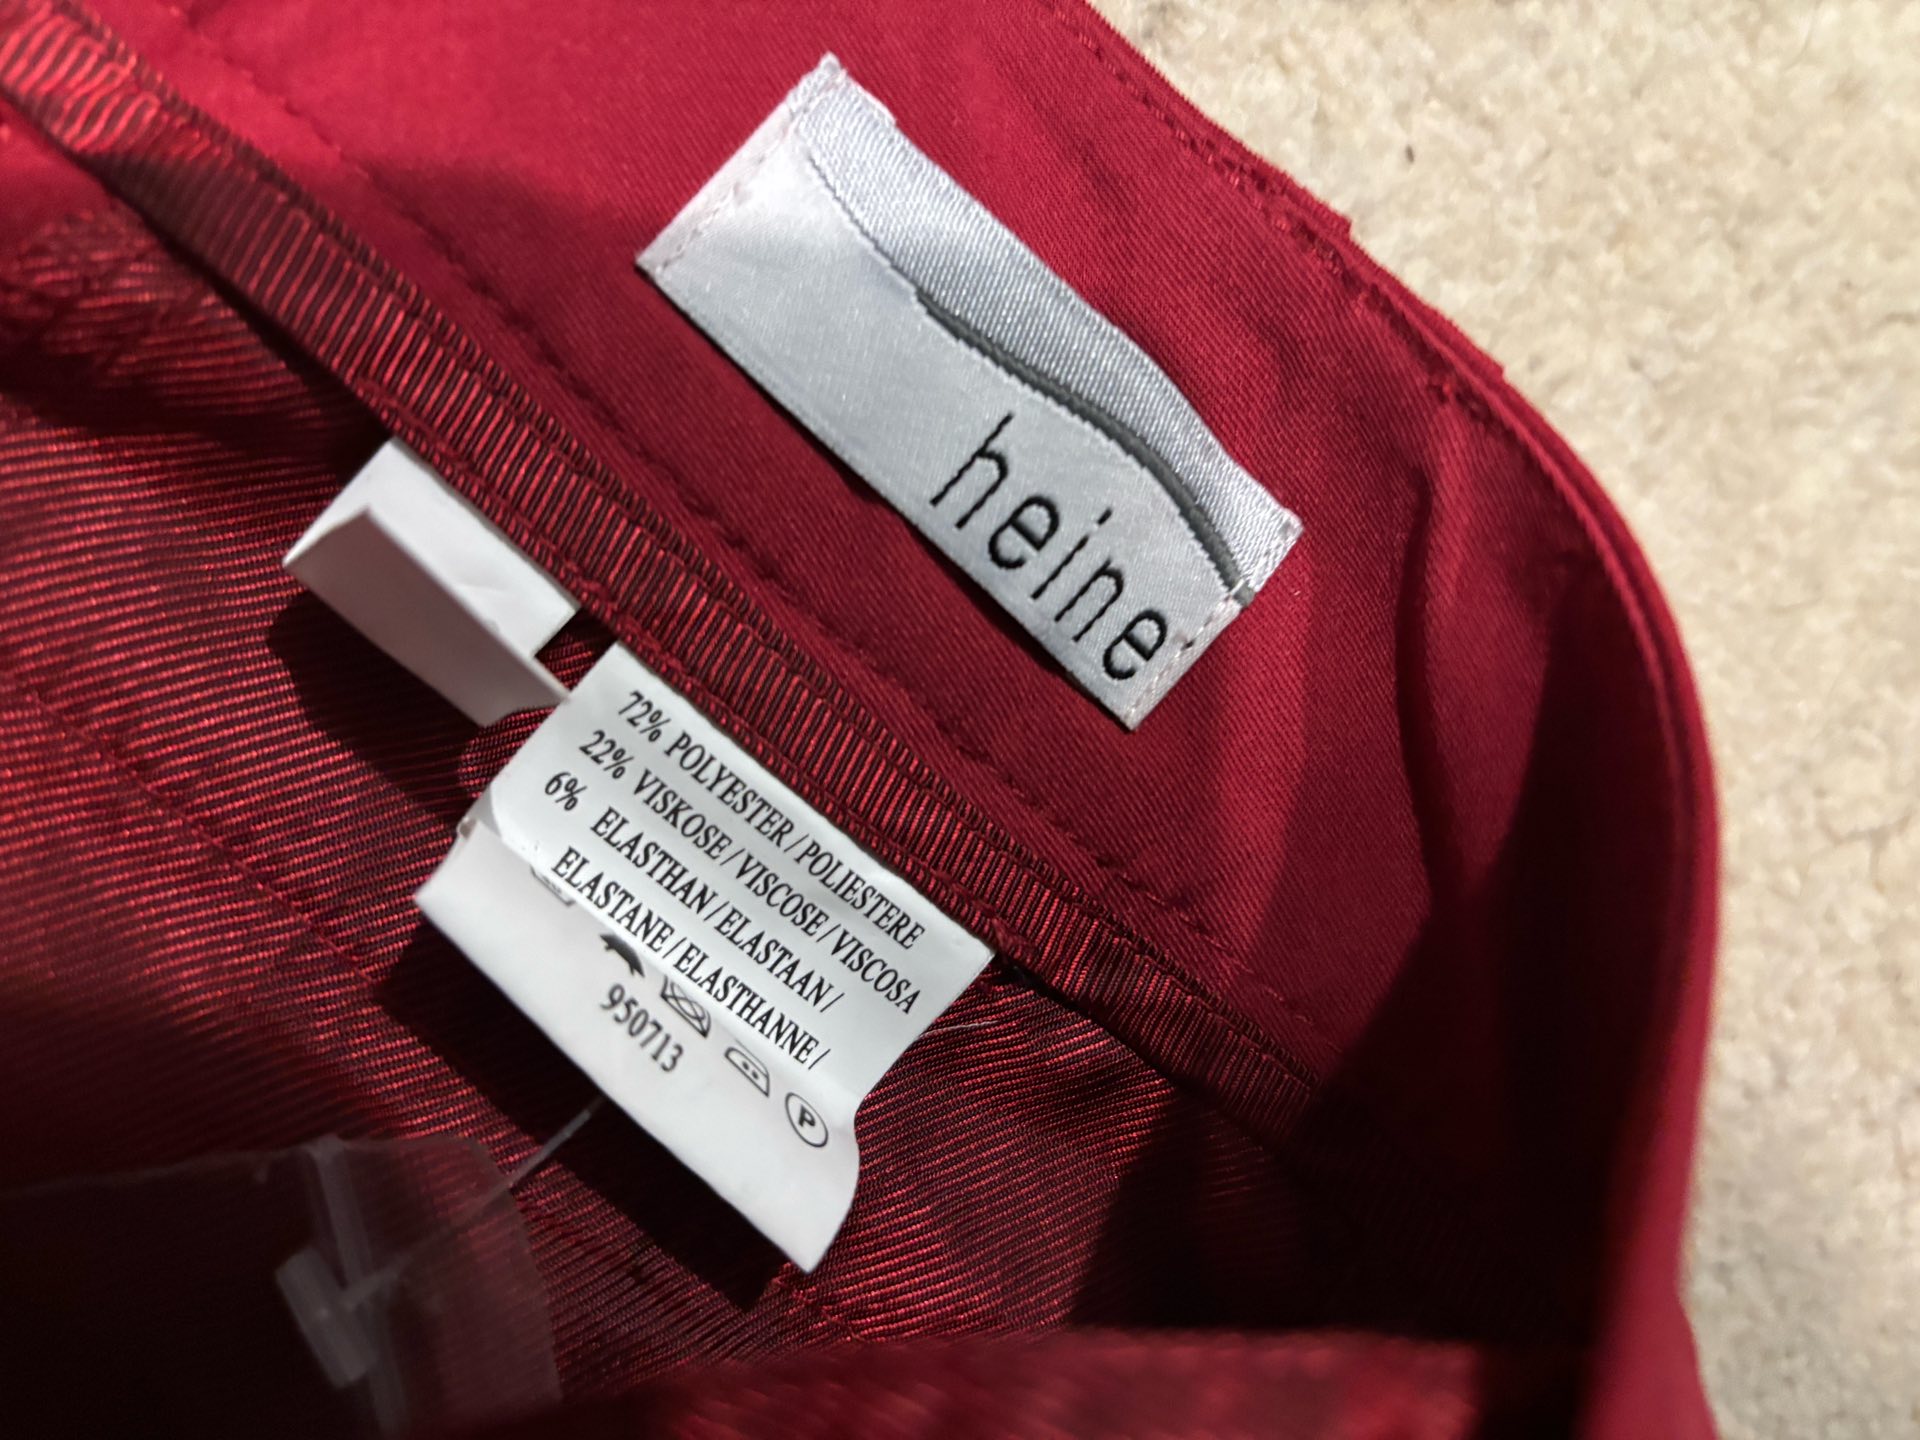 heine
72% POLYESTER / POLIESTERE
22% VISKOSE / VISCOSE / VISCOSA
6% ELASTHAN / ELASTAAN /
ELASTANE / ELASTHANNE /
P
950713